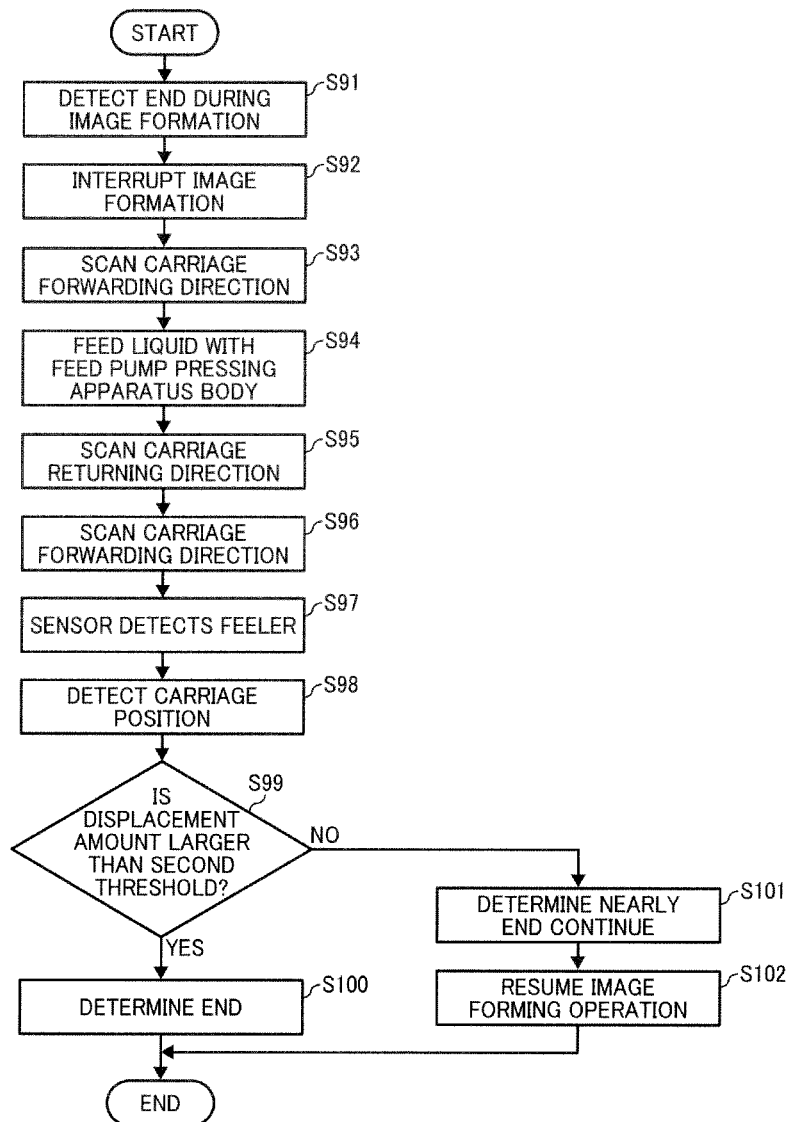 START
S91
DETECT END DURING
IMAGE FORMATION
S92
INTERRUPT IMAGE
FORMATION
S93
SCAN CARRIAGE
FORWARDING DIRECTION
S94
FEED LIQUID WITH
FEED PUMP PRESSING
APPARATUS BODY
S95
SCAN CARRIAGE
RETURNING DIRECTION
S96
SCAN CARRIAGE
FORWARDING DIRECTION
S97
SENSOR DETECTS FEELER
S98
DETECT CARRIAGE
POSITION
S99
IS
DISPLACEMENT
AMOUNT LARGER
THAN SECOND
THRESHOLD?
NO
YES
S101
DETERMINE NEARLY
END CONTINUE
S100
DETERMINE END
S102
RESUME IMAGE
FORMING OPERATION
END